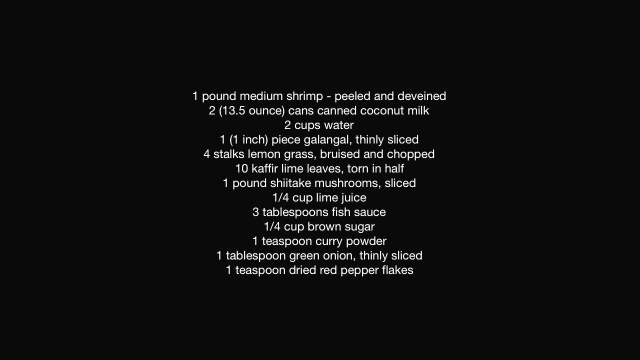 1 pound medium shrimp - peeled and deveined
2 (13.5 ounce) cans canned coconut milk
2 cups water
1 (1 inch) piece galangal, thinly sliced
4 stalks lemon grass, bruised and chopped
10 kaffir lime leaves, torn in half
1 pound shiitake mushrooms, sliced
1/4 cup lime juice
3 tablespoons fish sauce
1/4 cup brown sugar
1 teaspoon curry powder
1 tablespoon green onion, thinly sliced
1 teaspoon dried red pepper flakes